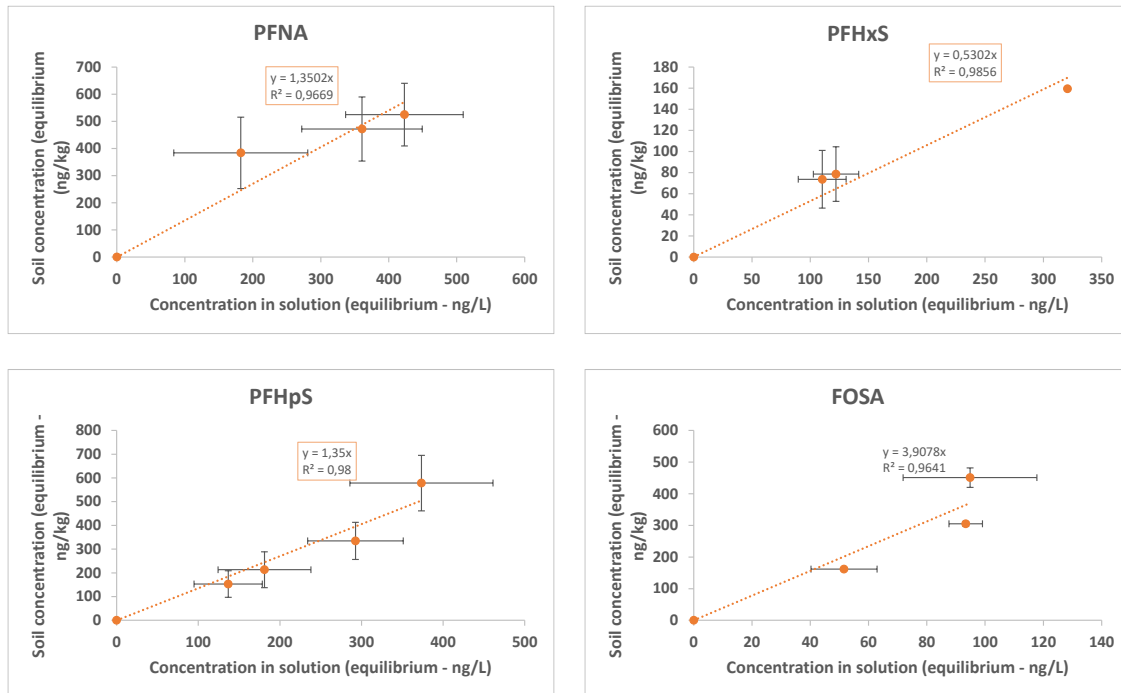 PFNA
y = 1,3502x
R² = 0,9669
Soil concentration (equilibrium
(ng/kg)
700
600
500
400
300
200
100
0
0 100 200 300 400 500 600
Concentration in solution (equilibrium - ng/L)
PFHxS
y = 0,5302x
R² = 0,9856
Soil concentration (equilibrium
(ng/kg)
180
160
140
120
100
80
60
40
20
0
0 50 100 150 200 250 300 350
Concentration in solution (equilibrium - ng/L)
PFHpS
y = 1,35x
R² = 0,98
Soil concentration (equilibrium -
ng/kg)
800
700
600
500
400
300
200
100
0
0 100 200 300 400 500
Concentration in solution (equilibrium - ng/L)
FOSA
y = 3,9078x
R² = 0,9641
Soil concentration (equilibrium -
ng/kg)
600
500
400
300
200
100
0
0 20 40 60 80 100 120 140
Concentration in solution (equilibrium - ng/L)